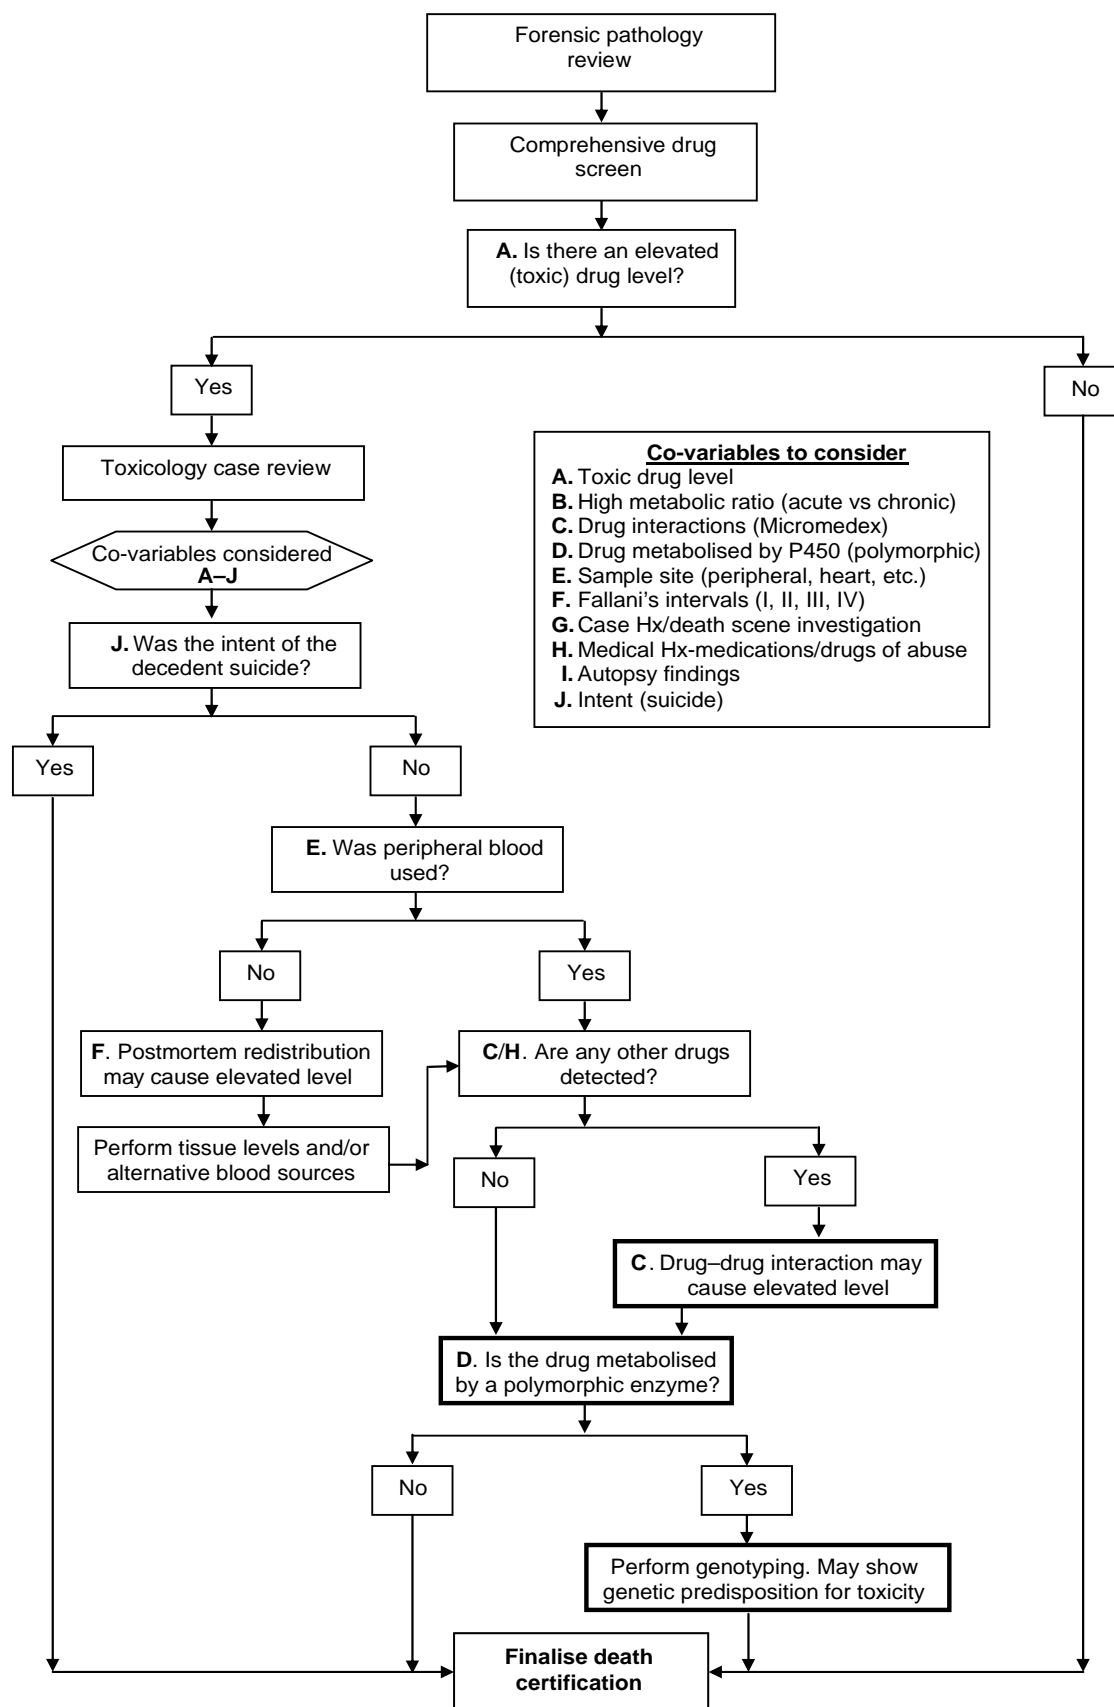 Forensic pathology
review
Comprehensive drug
screen
A. Is there an elevated
(toxic) drug level?
Yes
No
Toxicology case review
Co-variables considered
A–J
Co-variables to consider
A. Toxic drug level
B. High metabolic ratio (acute vs chronic)
C. Drug interactions (Micromedex)
D. Drug metabolised by P450 (polymorphic)
E. Sample site (peripheral, heart, etc.)
F. Fallani's intervals (I, II, III, IV)
G. Case Hx/death scene investigation
H. Medical Hx-medications/drugs of abuse
I. Autopsy findings
J. Intent (suicide)
J. Was the intent of the
decedent suicide?
Yes
No
E. Was peripheral blood
used?
No
Yes
F. Postmortem redistribution
may cause elevated level
C/H. Are any other drugs
detected?
Perform tissue levels and/or
alternative blood sources
No
Yes
C. Drug–drug interaction may
cause elevated level
D. Is the drug metabolised
by a polymorphic enzyme?
No
Yes
Perform genotyping. May show
genetic predisposition for toxicity
Finalise death
certification